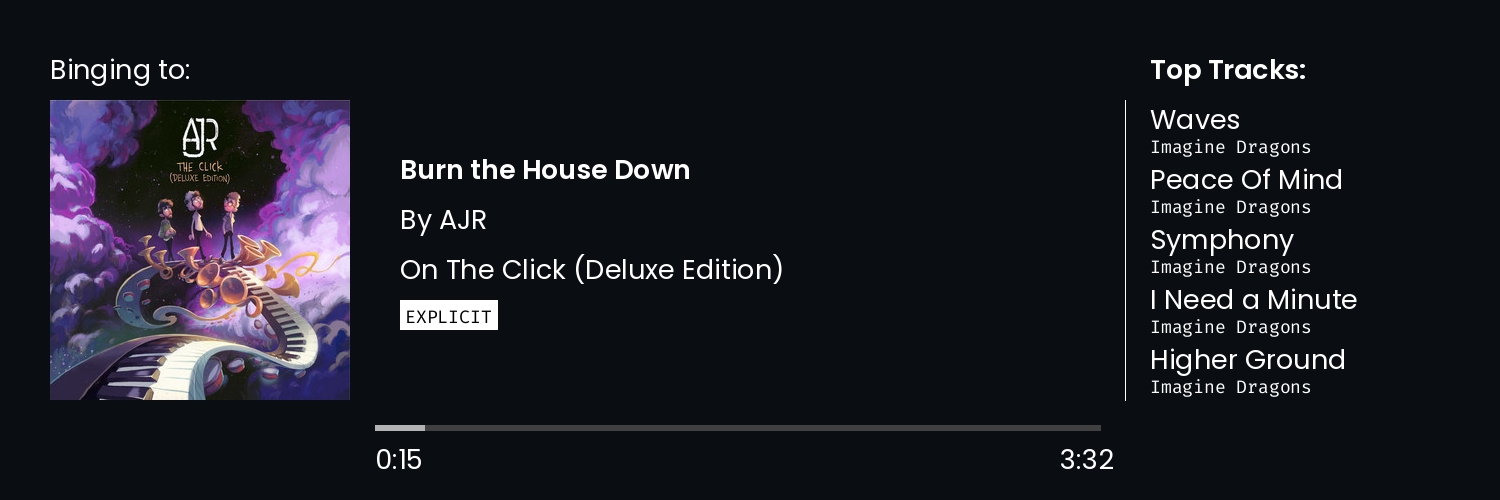 Binging to:
AJR
THE CLICK
(DELUXE EDITION)
Burn the House Down
By AJR
On The Click (Deluxe Edition)
EXPLICIT
0:15
3:32
Top Tracks:
Waves
Imagine Dragons
Peace Of Mind
Imagine Dragons
Symphony
Imagine Dragons
I Need a Minute
Imagine Dragons
Higher Ground
Imagine Dragons